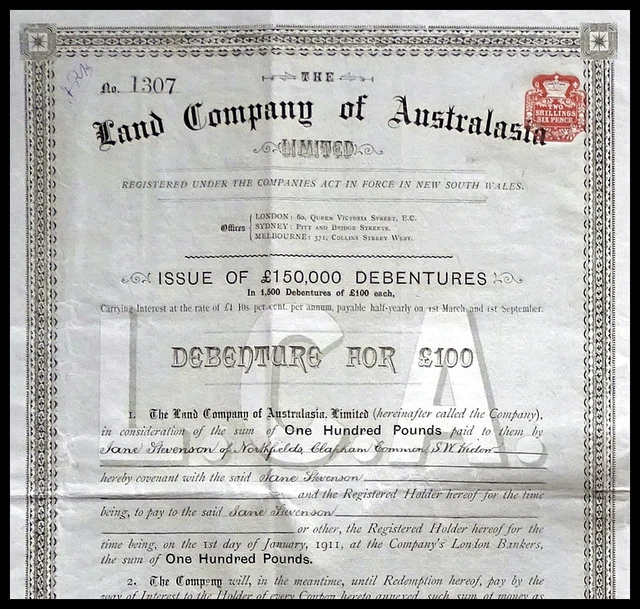 No. 1307
THE
Land Company of Australasia
LIMITED
TWO
SHILLINGS
SIX PENCE
REGISTERED UNDER THE COMPANIES ACT IN FORCE IN NEW SOUTH WALES.
Offices
LONDON: 60, QUEEN VICTORIA STREET, E.C.
SYDNEY: PITT AND BRIDGE STREETS.
MELBOURNE: 371, COLLINS STREET WEST.
ISSUE OF £150,000 DEBENTURES
In 1,500 Debentures of £100 each,
Carrying Interest at the rate of £4 10s. per cent. per annum, payable half-yearly on 1st March and 1st September.
DEBENTURE FOR £100
L.C.A.
1. The Land Company of Australasia, Limited (hereinafter called the Company),
in consideration of the sum of One Hundred Pounds paid to them by
Jane Stevenson of Northfields, Clapham Common S.W.
hereby covenant with the said Jane Stevenson
and the Registered Holder hereof for the time
being, to pay to the said Jane Stevenson
or other, the Registered Holder hereof for the
time being, on the 1st day of January, 1911, at the Company's London Bankers,
the sum of One Hundred Pounds.
2. The Company will, in the meantime, until Redemption hereof, pay by
way of Interest to the Holder of every Coupon hereto annexed, such sum of money as